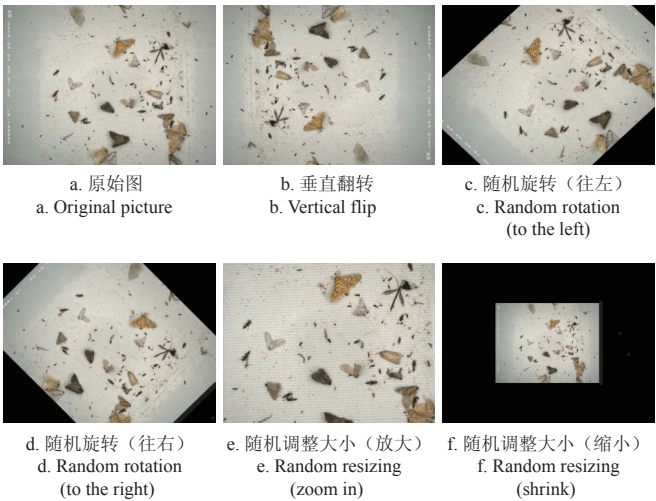 a. 原始图
a. Original picture
b. 垂直翻转
b. Vertical flip
c. 随机旋转（往左）
c. Random rotation
(to the left)
d. 随机旋转（往右）
d. Random rotation
(to the right)
e. 随机调整大小（放大）
e. Random resizing
(zoom in)
f. 随机调整大小（缩小）
f. Random resizing
(shrink)